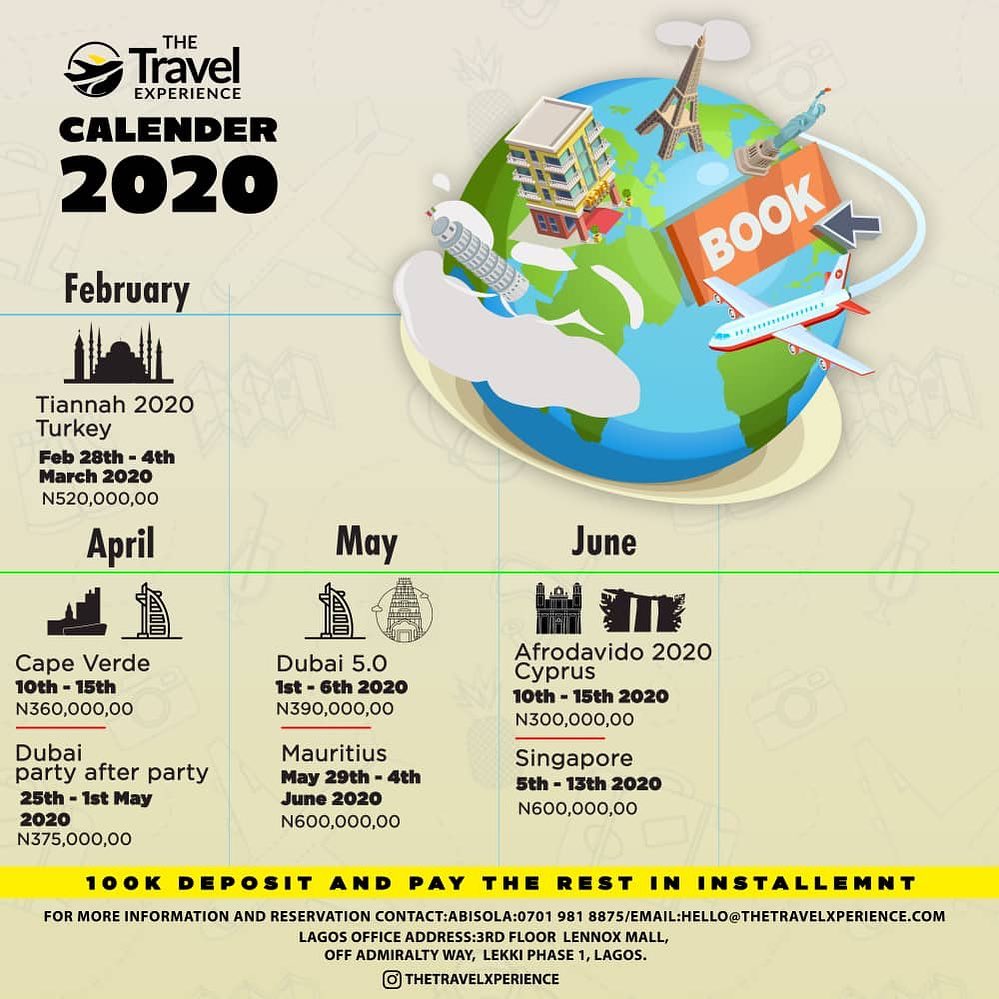 THE
Travel
EXPERIENCE
CALENDER
2020
BOOK
February
Tiannah 2020
Turkey
Feb 28th - 4th
March 2020
N520,000,00
April
Cape Verde
10th - 15th
N360,000,00
Dubai
party after party
25th - 1st May
2020
N375,000,00
May
Dubai 5.0
1st - 6th 2020
N390,000,00
Mauritius
May 29th - 4th
June 2020
N600,000,00
June
Afrodavido 2020
Cyprus
10th - 15th 2020
N300,000,00
Singapore
5th - 13th 2020
N600,000,00
100K DEPOSIT AND PAY THE REST IN INSTALLEMNT
FOR MORE INFORMATION AND RESERVATION CONTACT:ABISOLA:0701 981 8875/EMAIL:HELLO@THETRAVELXPERIENCE.COM
LAGOS OFFICE ADDRESS:3RD FLOOR LENNOX MALL,
OFF ADMIRALTY WAY, LEKKI PHASE 1, LAGOS.
THETRAVELXPERIENCE